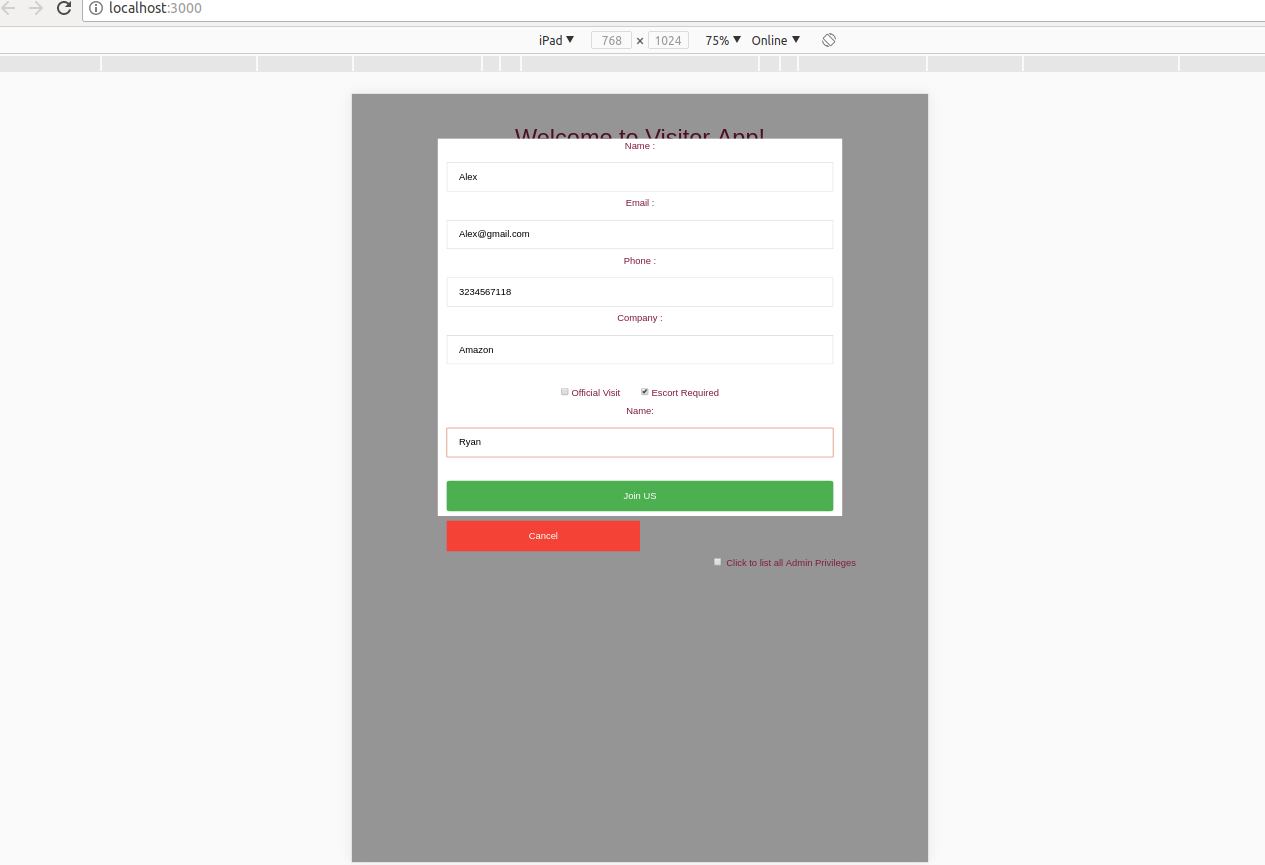 localhost:3000
iPad 768 × 1024 75% Online
Welcome to Visitor App!
Name :
Alex
Email :
Alex@gmail.com
Phone :
3234567118
Company :
Amazon
Official Visit Escort Required
Name:
Ryan
Join US
Cancel
Click to list all Admin Privileges